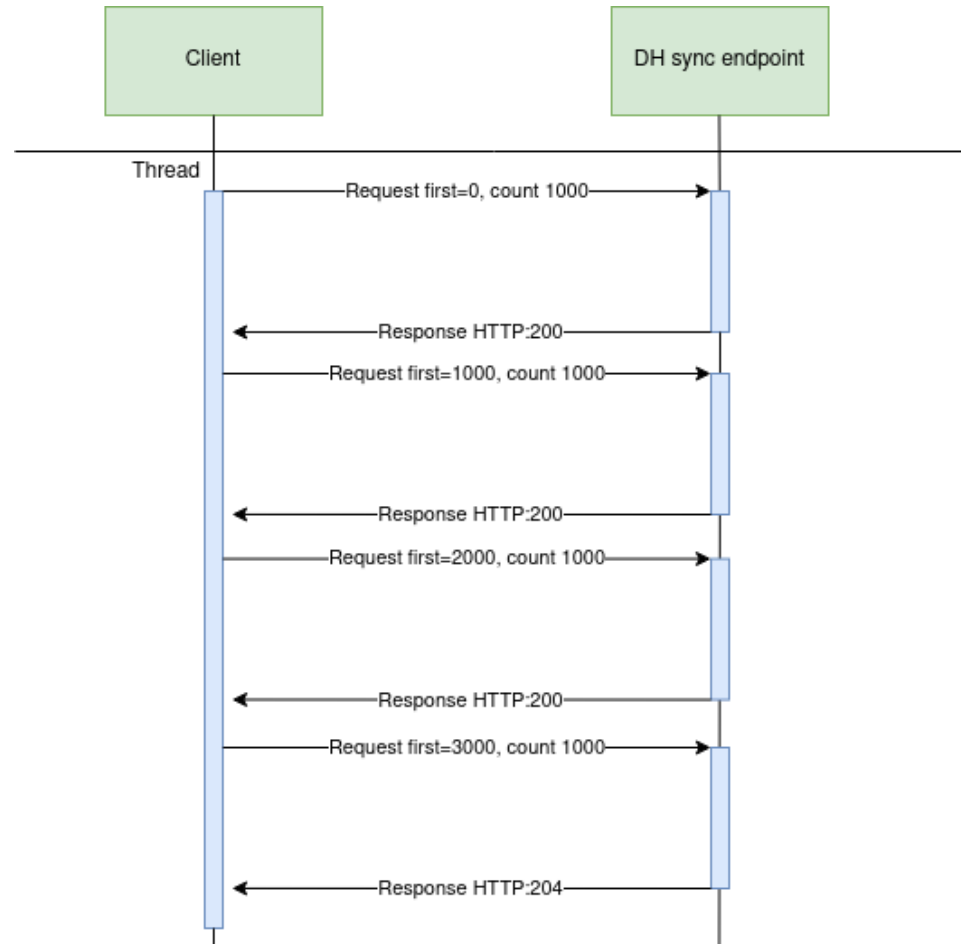 Client
DH sync endpoint
Thread
Request first=0, count 1000
Response HTTP:200
Request first=1000, count 1000
Response HTTP:200
Request first=2000, count 1000
Response HTTP:200
Request first=3000, count 1000
Response HTTP:204